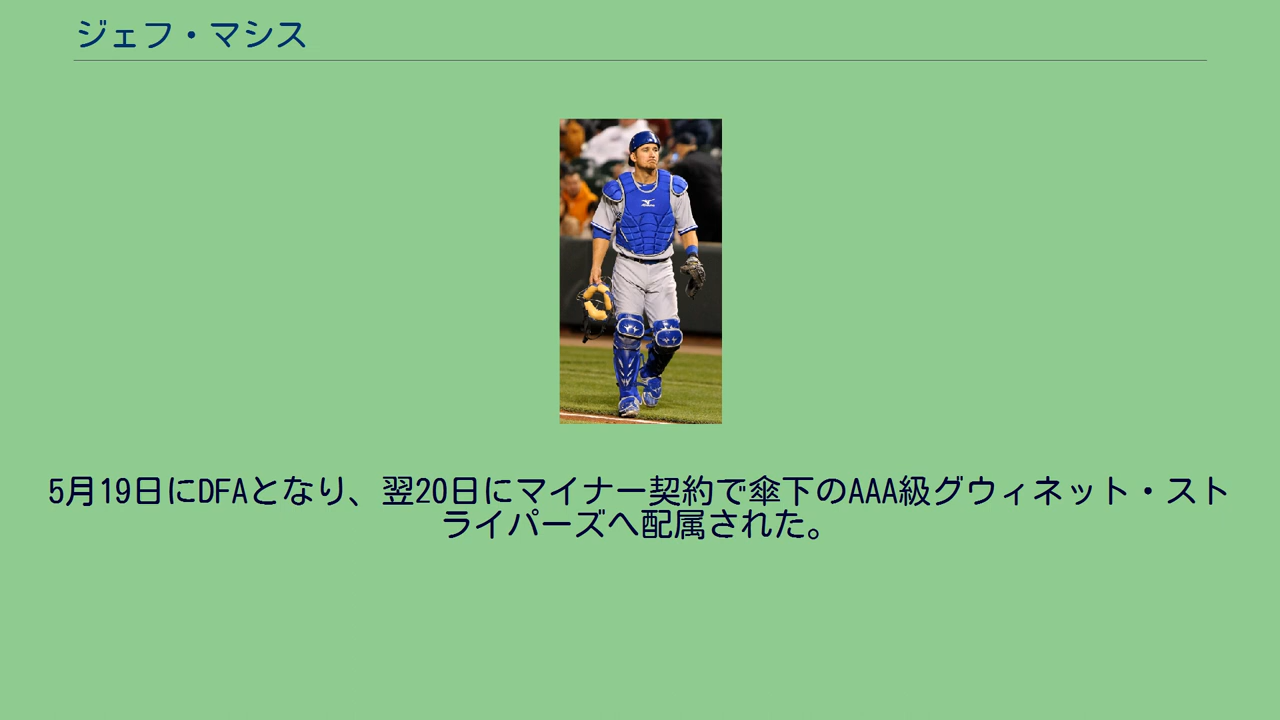 ジェフ・マシス
5月19日にDFAとなり、翌20日にマイナー契約で傘下のAAA級グウィネット・スト
ライパーズへ配属された。